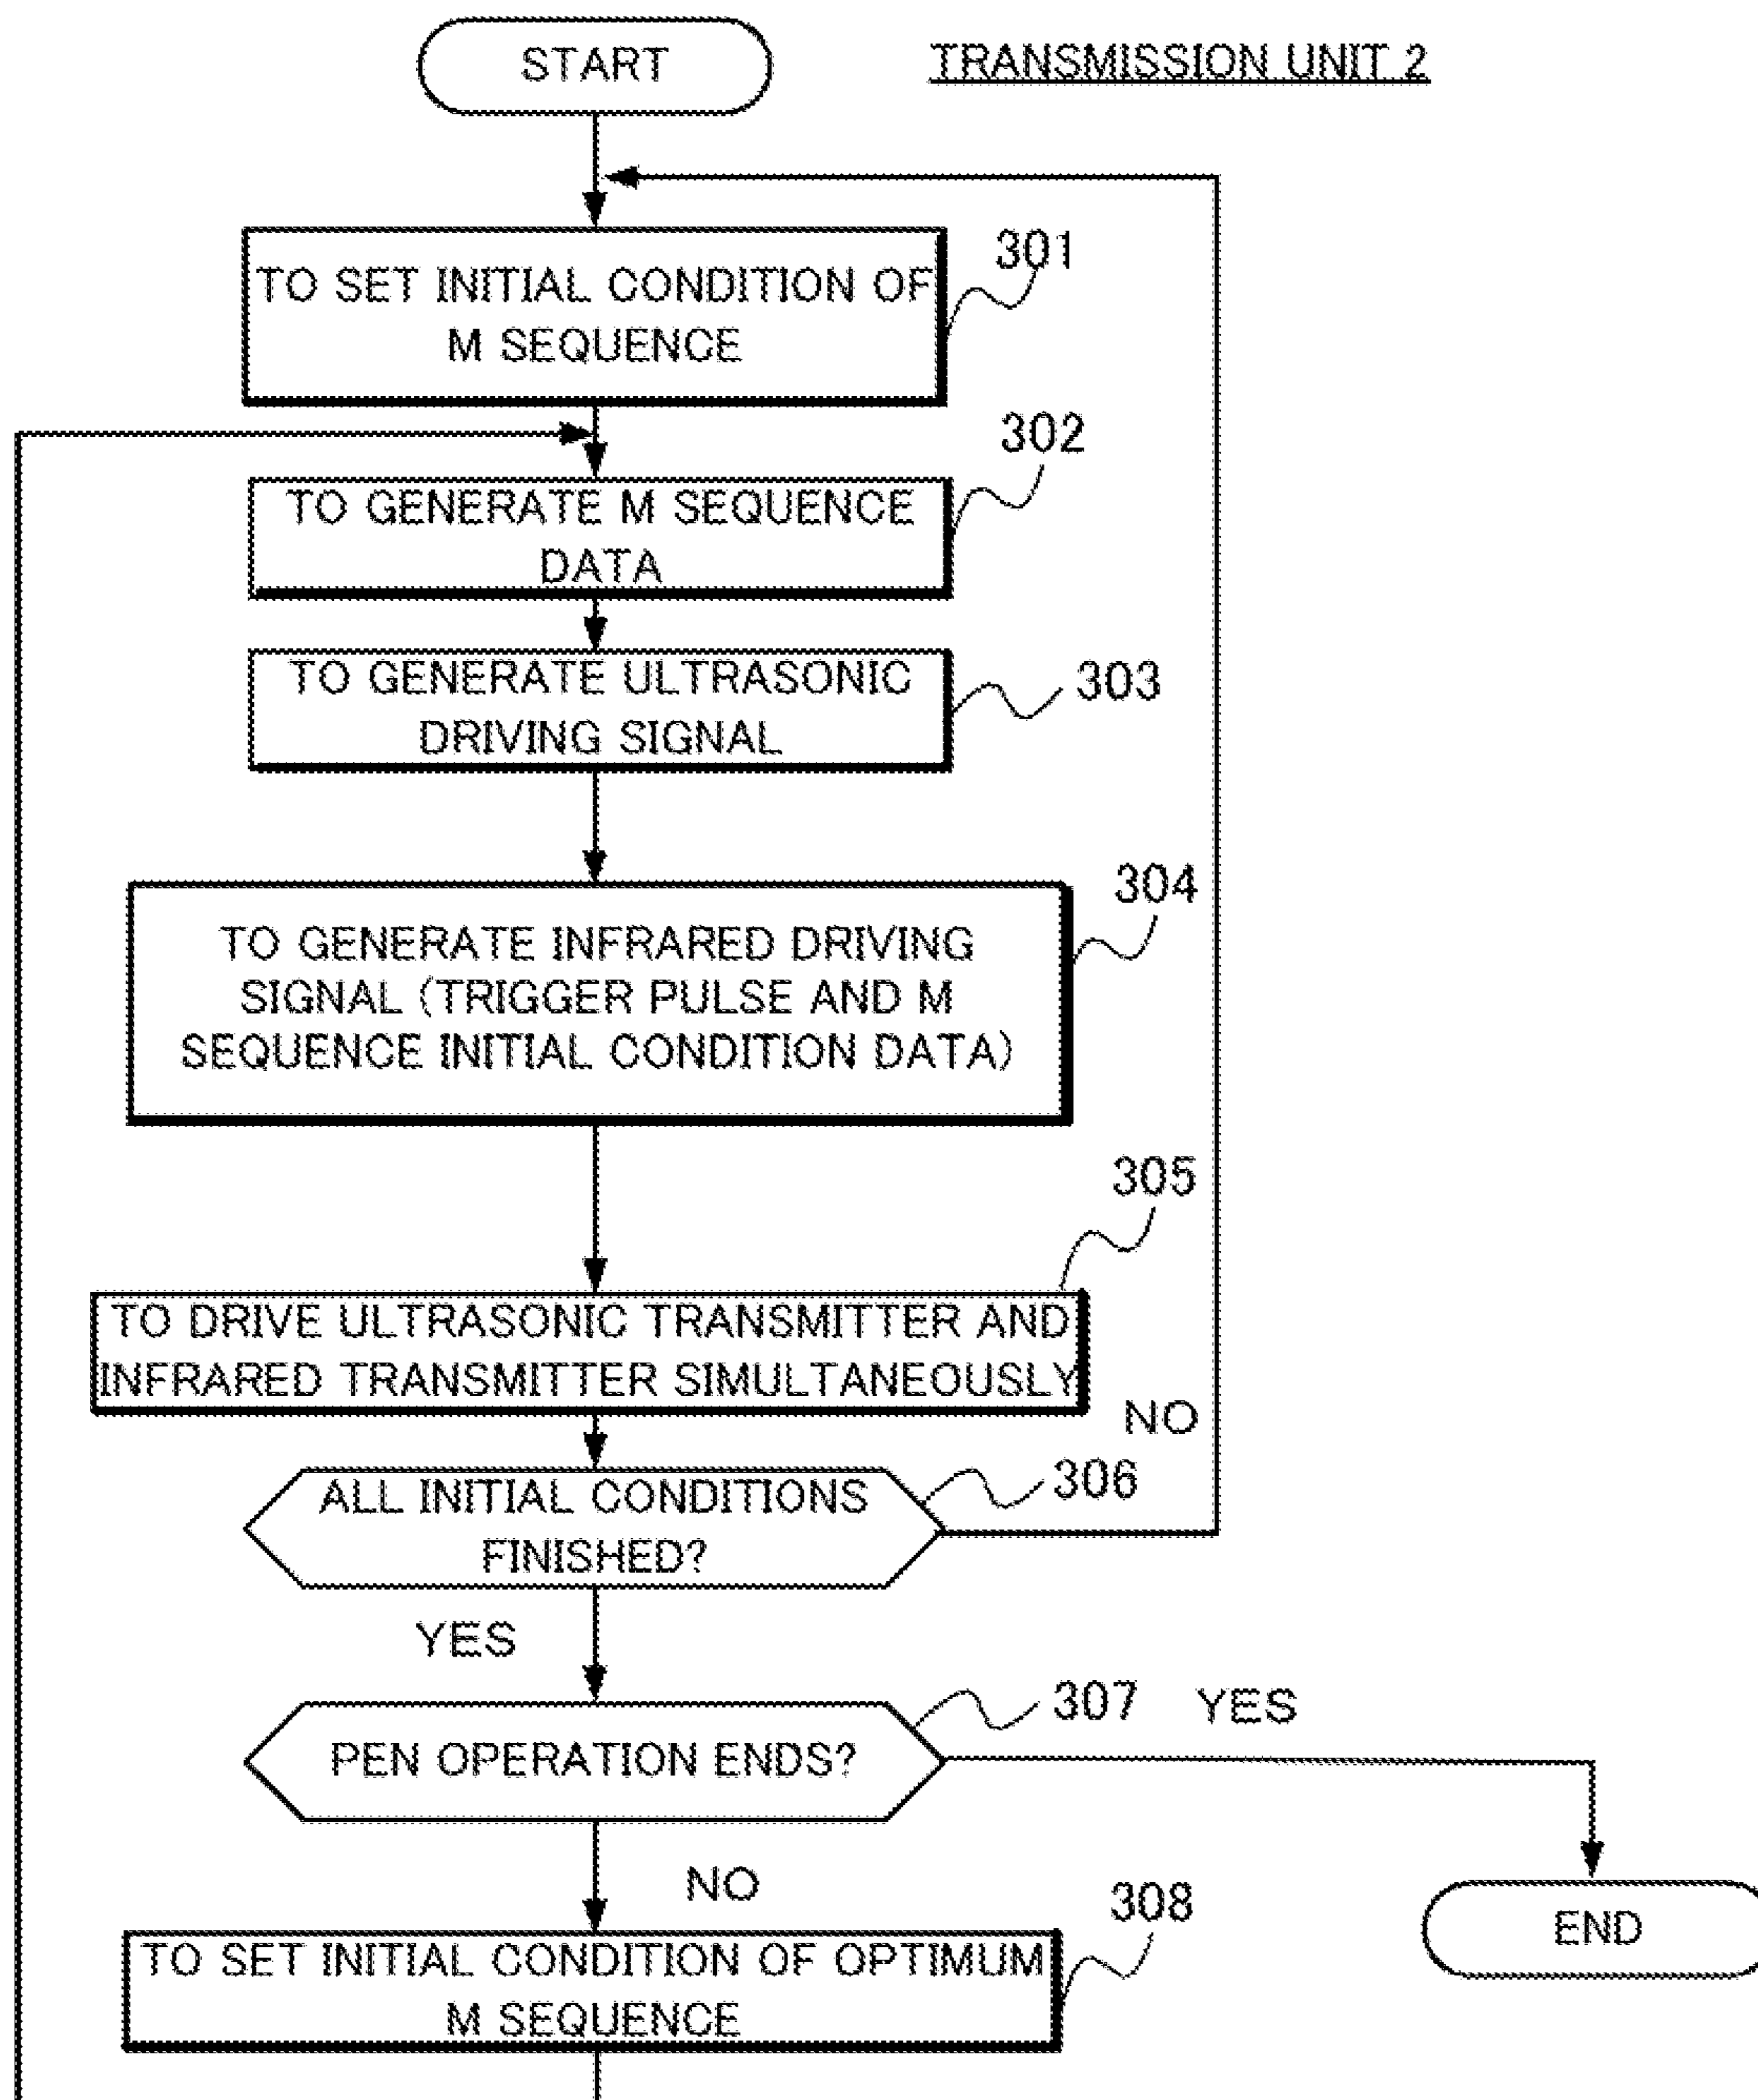 START
TRANSMISSION UNIT 2
301
TO SET INITIAL CONDITION OF
M SEQUENCE
302
TO GENERATE M SEQUENCE
DATA
303
TO GENERATE ULTRASONIC
DRIVING SIGNAL
304
TO GENERATE INFRARED DRIVING
SIGNAL (TRIGGER PULSE AND M
SEQUENCE INITIAL CONDITION DATA)
305
TO DRIVE ULTRASONIC TRANSMITTER AND
INFRARED TRANSMITTER SIMULTANEOUSLY
NO
306
ALL INITIAL CONDITIONS
FINISHED?
YES
307
YES
PEN OPERATION ENDS?
NO
308
END
TO SET INITIAL CONDITION OF OPTIMUM
M SEQUENCE